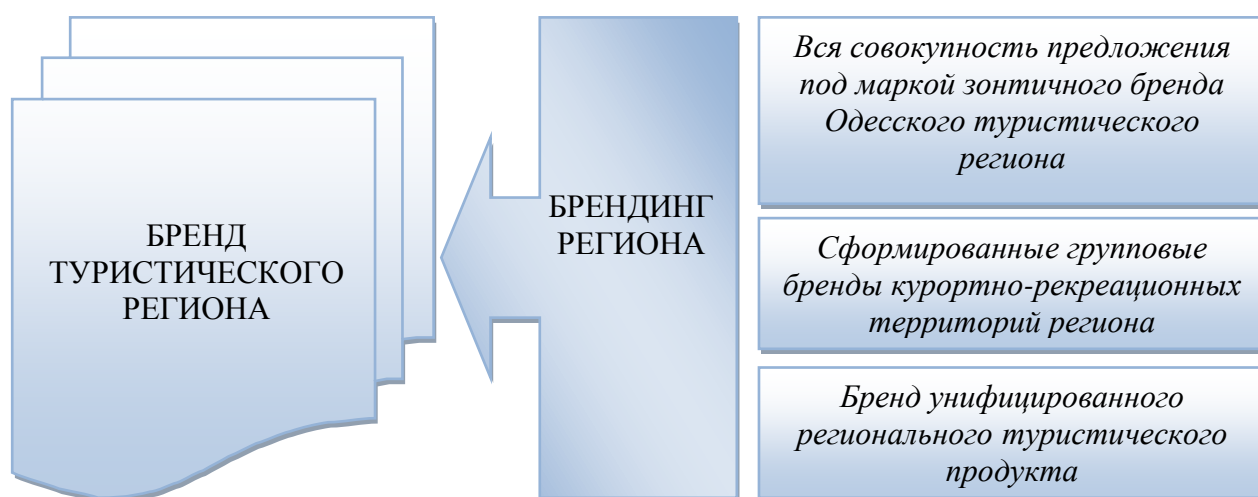 БРЕНД
ТУРИСТИЧЕСКОГО
РЕГИОНА
БРЕНДИНГ
РЕГИОНА
Вся совокупность предложения
под маркой зонтичного бренда
Одесского туристического
региона
Сформированные групповые
бренды курортно-рекреационных
территорий региона
Бренд унифицированного
регионального туристического
продукта